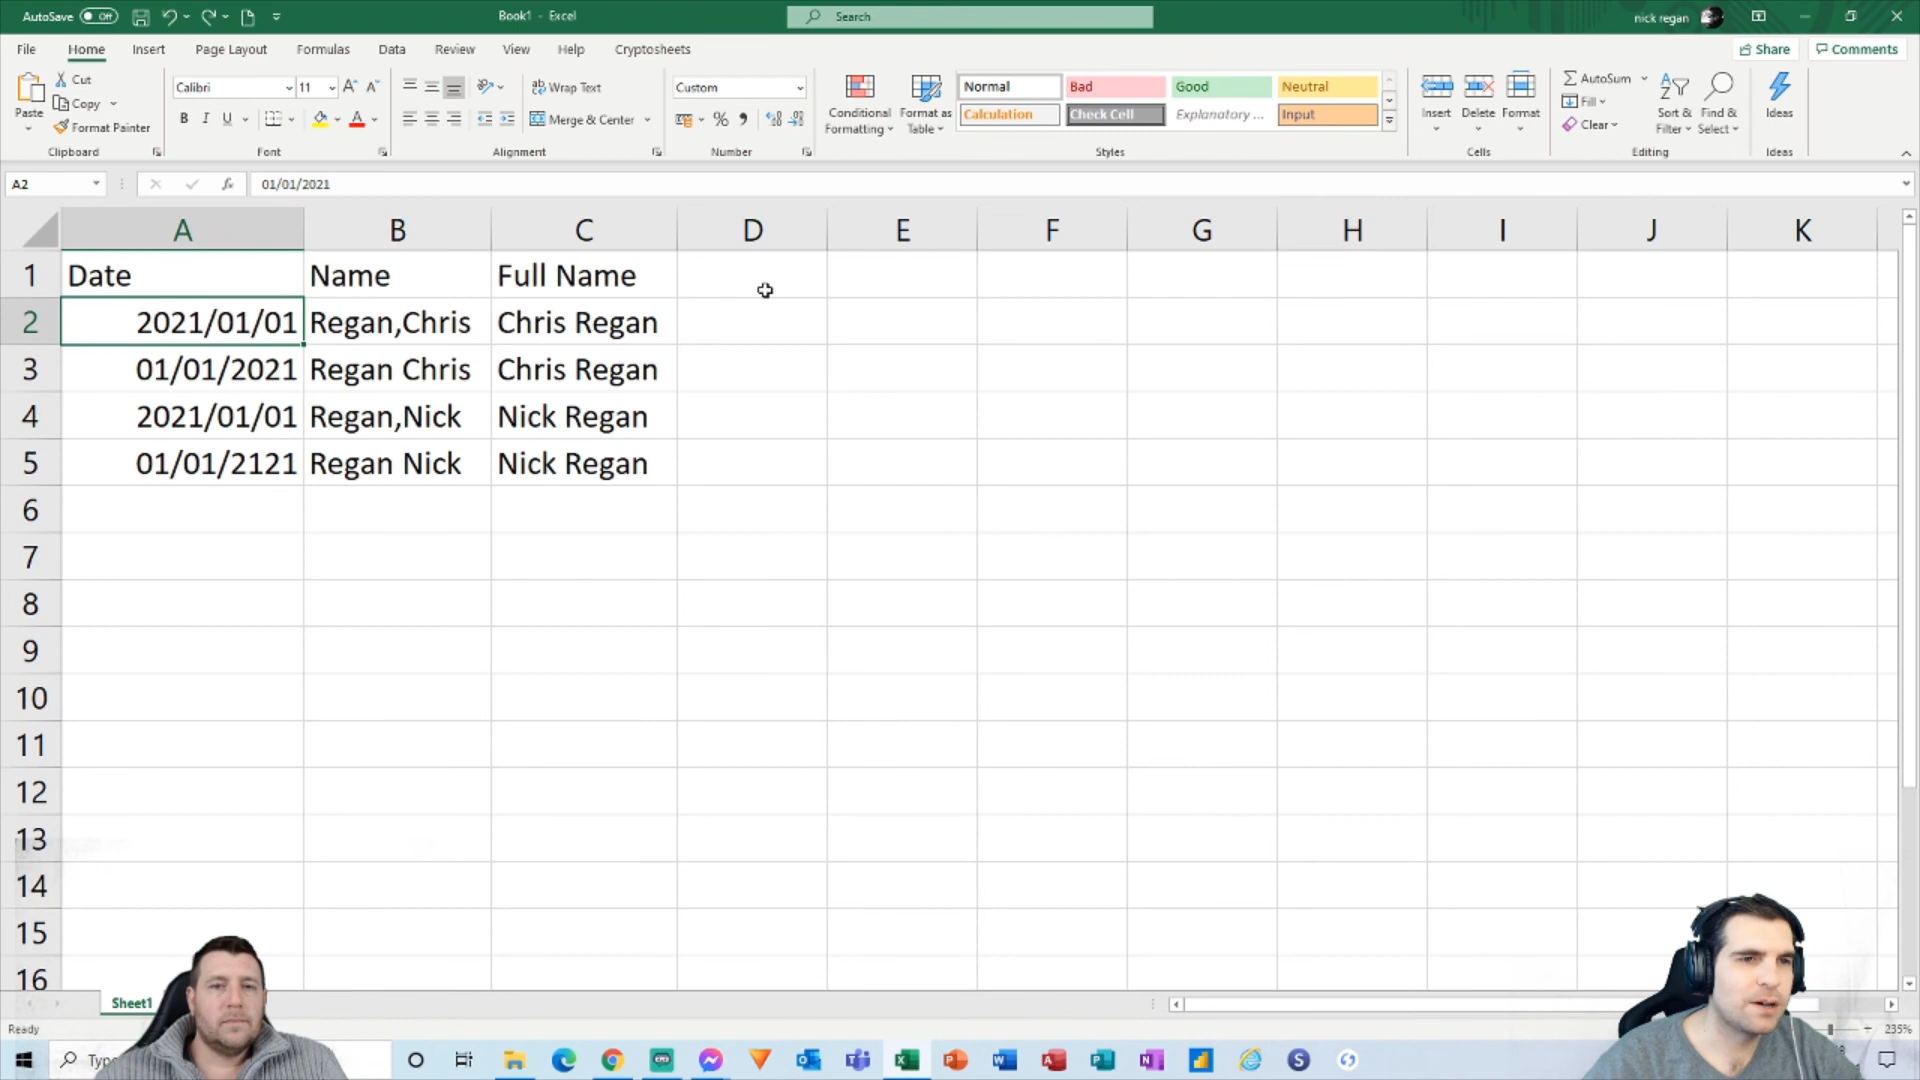 AutoSave Off Book1 - Excel Search nick regan
File Home Insert Page Layout Formulas Data Review View Help Cryptosheets Share Comments
Paste Cut Copy Format Painter
Calibri 11
B I U
Wrap Text
Merge & Center
Custom
%
Conditional Formatting
Format as Table
Normal Bad Good Neutral
Calculation Check Cell Explanatory ... Input
Insert Delete Format
AutoSum
Fill
Clear
Sort & Filter
Find & Select
Ideas
Clipboard Font Alignment Number Styles Cells Editing Ideas
A2 fx 01/01/2021
A B C D E F G H I J K
1 Date Name Full Name
2 2021/01/01 Regan,Chris Chris Regan
3 01/01/2021 Regan Chris Chris Regan
4 2021/01/01 Regan,Nick Nick Regan
5 01/01/2121 Regan Nick Nick Regan
6
7
8
9
10
11
12
13
14
15
16
Sheet1
Ready 235%